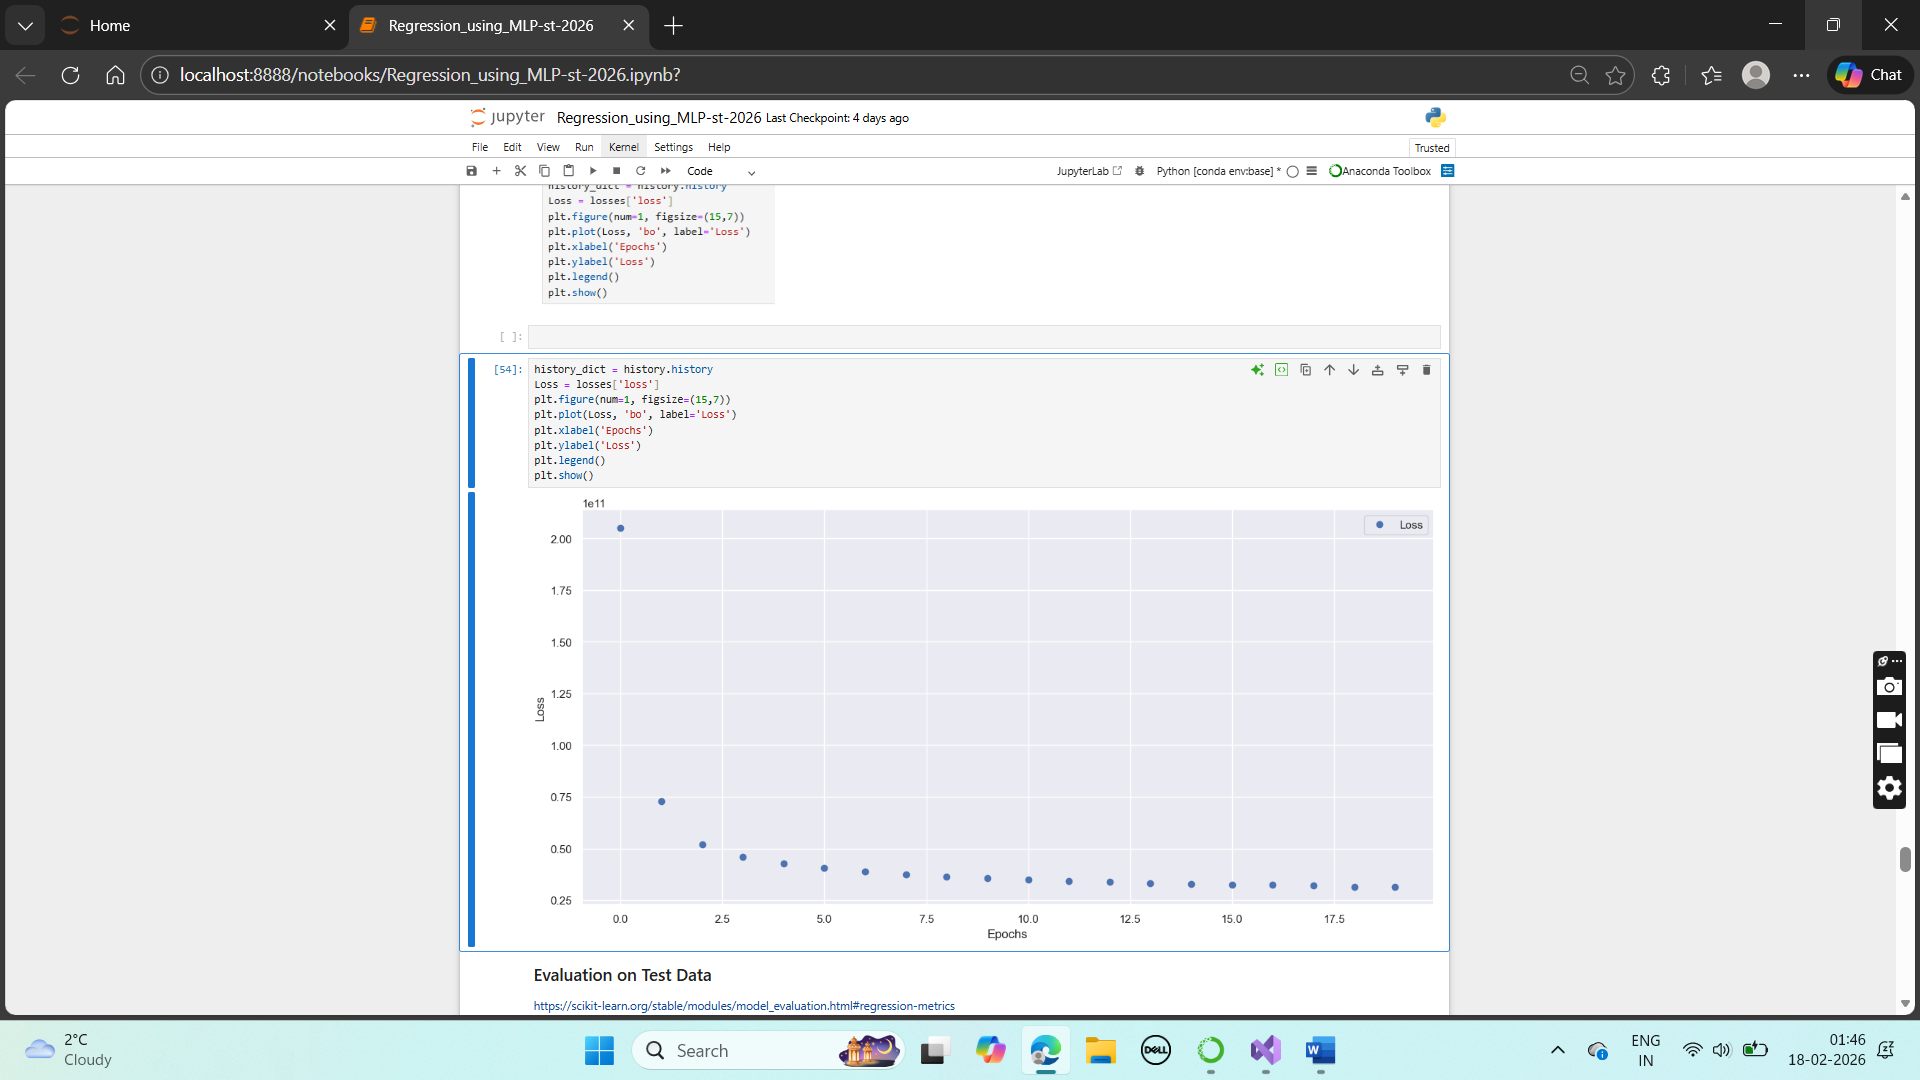 Home
Regression_using_MLP-st-2026
localhost:8888/notebooks/Regression_using_MLP-st-2026.ipynb?
Chat
jupyter Regression_using_MLP-st-2026 Last Checkpoint: 4 days ago
File Edit View Run Kernel Settings Help
Trusted
Code
JupyterLab
Python [conda env:base] *
Anaconda Toolbox
history_dict = history.history
Loss = losses['loss']
plt.figure(num=1, figsize=(15,7))
plt.plot(Loss, 'bo', label='Loss')
plt.xlabel('Epochs')
plt.ylabel('Loss')
plt.legend()
plt.show()
[ ]:
[54]:
history_dict = history.history
Loss = losses['loss']
plt.figure(num=1, figsize=(15,7))
plt.plot(Loss, 'bo', label='Loss')
plt.xlabel('Epochs')
plt.ylabel('Loss')
plt.legend()
plt.show()
1e11
Loss
2.00
1.75
1.50
1.25
1.00
0.75
0.50
0.25
Loss
0.0 2.5 5.0 7.5 10.0 12.5 15.0 17.5
Epochs
Evaluation on Test Data
https://scikit-learn.org/stable/modules/model_evaluation.html#regression-metrics
2°C
Cloudy
Search
DELL
ENG
IN
01:46
18-02-2026